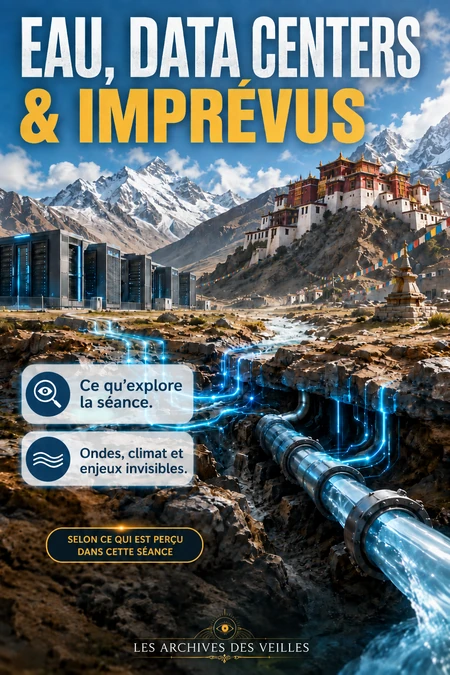 EAU, DATA CENTERS
& IMPRÉVUS
Ce qu'explore
la séance.
Ondes, climat et
enjeux invisibles.
SELON CE QUI EST PERÇU
DANS CETTE SÉANCE
LES ARCHIVES DES VEILLES